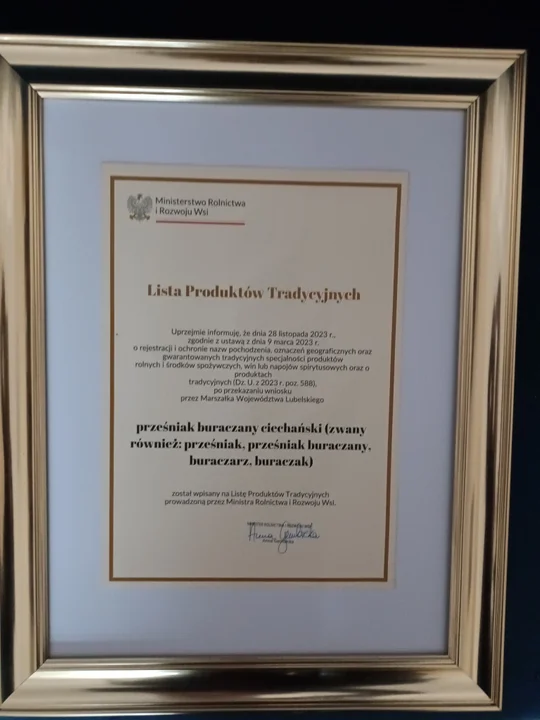 Ministerstwo Rolnictwa
i Rozwoju Wsi
Lista Produktów Tradycyjnych
Uprzejmie informuję, że dnia 28 listopada 2023 r.,
zgodnie z ustawą z dnia 9 marca 2023 r.
o rejestracji i ochronie nazw pochodzenia, oznaczeń geograficznych oraz
gwarantowanych tradycyjnych specjalności produktów
rolnych i środków spożywczych, win lub napojów spirytusowych oraz o
produktach
tradycyjnych (Dz. U. z 2023 r. poz. 588),
po przekazaniu wniosku
przez Marszałka Województwa Lubelskiego
prześniak buraczany ciechański (zwany
również: prześniak, prześniak buraczany,
buraczarz, buraczak)
został wpisany na Listę Produktów Tradycyjnych
prowadzoną przez Ministra Rolnictwa i Rozwoju Wsi.